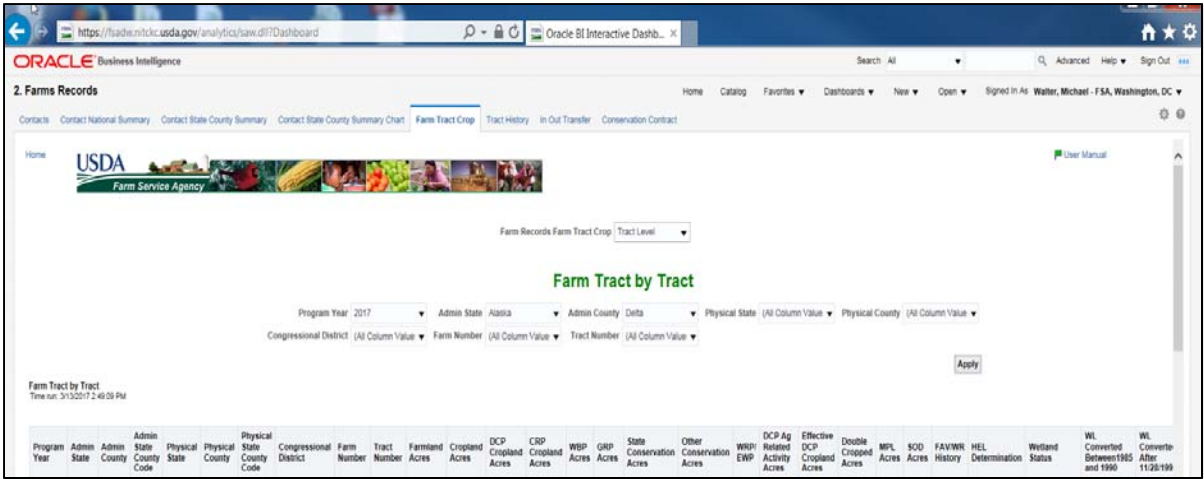 https://fsadw.nitckc.usda.gov/analytics/saw.dll?Dashboard
Oracle BI Interactive Dashb...
ORACLE Business Intelligence
Search All Advanced Help Sign Out
2. Farms Records
Home Catalog Favorites Dashboards New Open Signed In As Walter, Michael - FSA, Washington, DC
Contacts Contact National Summary Contact State County Summary Contact State County Summary Chart Farm Tract Crop Tract History In Out Transfer Conservation Contract
Home
USDA
Farm Service Agency
User Manual
Farm Records Farm Tract Crop Tract Level
Farm Tract by Tract
Program Year 2017 Admin State Alaska Admin County Delta Physical State (All Column Value Physical County (All Column Value
Congressional District (All Column Value Farm Number (All Column Value Tract Number (All Column Value
Apply
Farm Tract by Tract
Time run: 3/13/2017 2:49:09 PM
Admin Physical DCP Ag Effective WL WL
Program Admin Admin State Physical Physical State Congressional Farm Tract Farmland Cropland DCP CRP WBP GRP State Other WRP/ Related DCP Double MPL SOD FAV/WR HEL Wetland Converted Converte
Year State County County State County County District Number Number Acres Acres Cropland Cropland Acres Acres Conservation Conservation EWP Activity Cropland Cropped Acres Acres History Determination Status Between1985 After
Code Code Acres Acres Acres Acres Acres Acres Acres and 1990 11/28/199